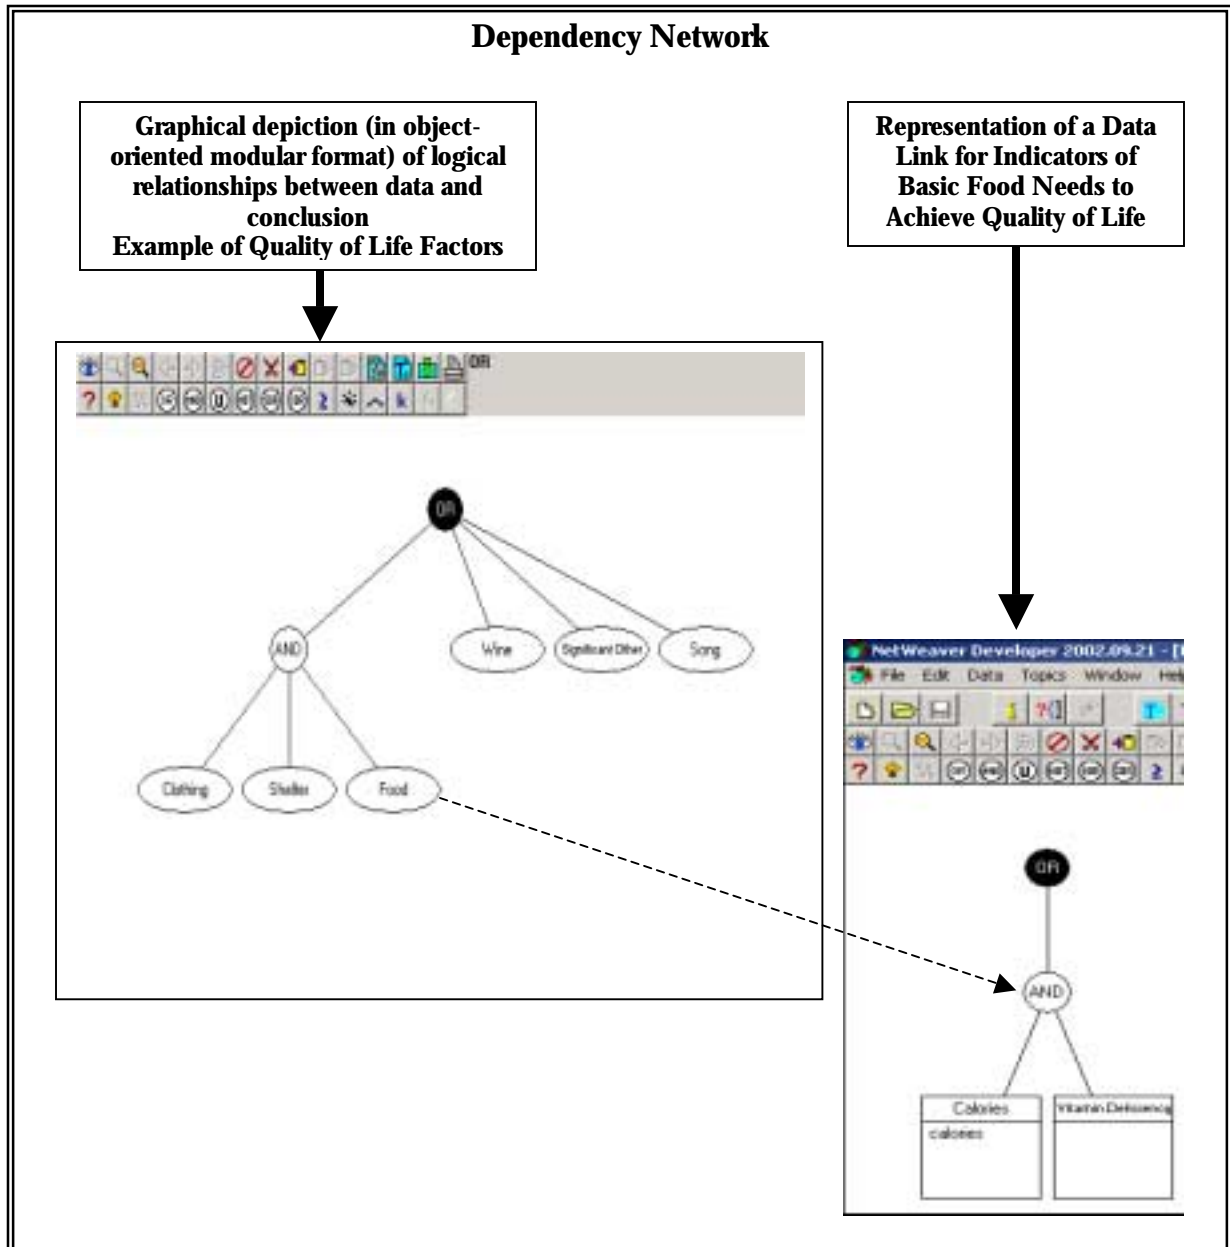 Dependency Network
Graphical depiction (in object-
oriented modular format) of logical
relationships between data and
conclusion
Example of Quality of Life Factors
Representation of a Data
Link for Indicators of
Basic Food Needs to
Achieve Quality of Life
OR
OR
AND
Wine
Significant Other
Song
Clothing
Shelter
Food
NetWeaver Developer 2002.09.21 - [
File Edit Data Topics Window Help
OR
AND
Calories
calories
Vitamin Deficiency